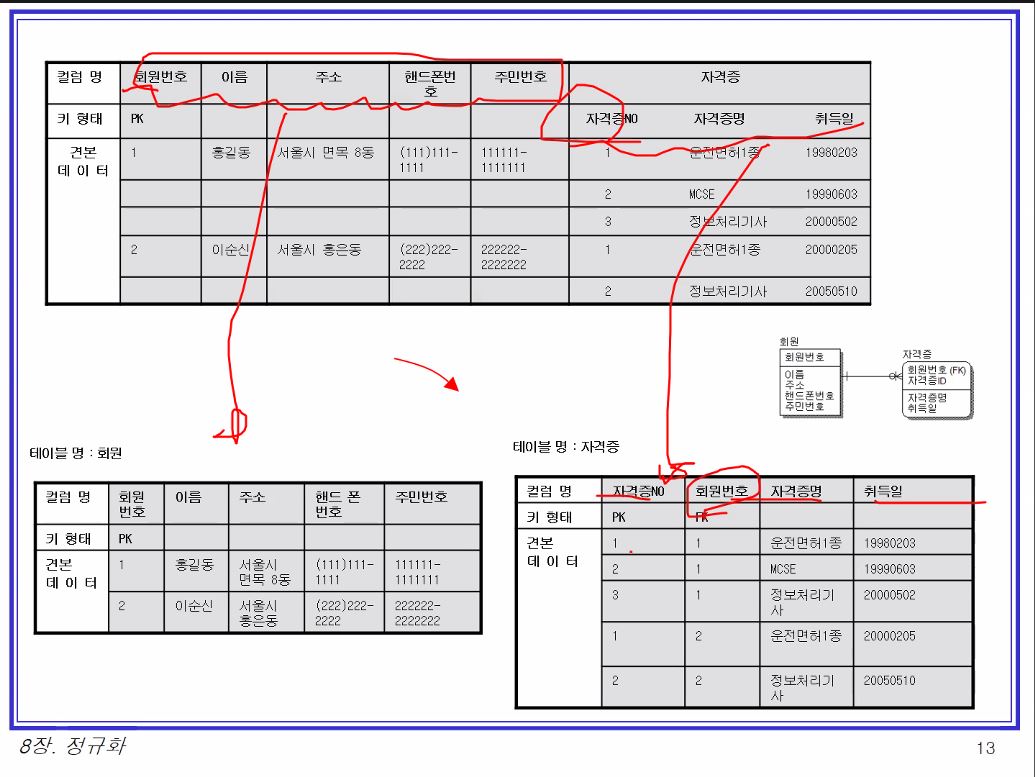 컬럼 명 회원번호 이름 주소 핸드폰번호 주민번호 자격증
키 형태 PK 자격증NO 자격증명 취득일
견본 데 이 터 1 홍길동 서울시 면목 8동 (111)111-1111 111111-1111111 1 운전면허1종 19980203
2 MCSE 19990603
3 정보처리기사 20000502
2 이순신 서울시 홍은동 (222)222-2222 222222-2222222 1 운전면허1종 20000205
2 정보처리기사 20050510
회원
회원번호
이름
주소
핸드폰번호
주민번호
자격증
회원번호 (FK)
자격증ID
자격증명
취득일
테이블 명 : 회원
컬럼 명 회원 번호 이름 주소 핸드 폰 번호 주민번호
키 형태 PK
견본 데 이 터 1 홍길동 서울시 면목 8동 (111)111-1111 111111-1111111
2 이순신 서울시 홍은동 (222)222-2222 222222-2222222
테이블 명 : 자격증
컬럼 명 자격증NO 회원번호 자격증명 취득일
키 형태 PK FK
견본 데 이 터 1 1 운전면허1종 19980203
2 1 MCSE 19990603
3 1 정보처리기사 20000502
1 2 운전면허1종 20000205
2 2 정보처리기사 20050510
8장. 정규화
13